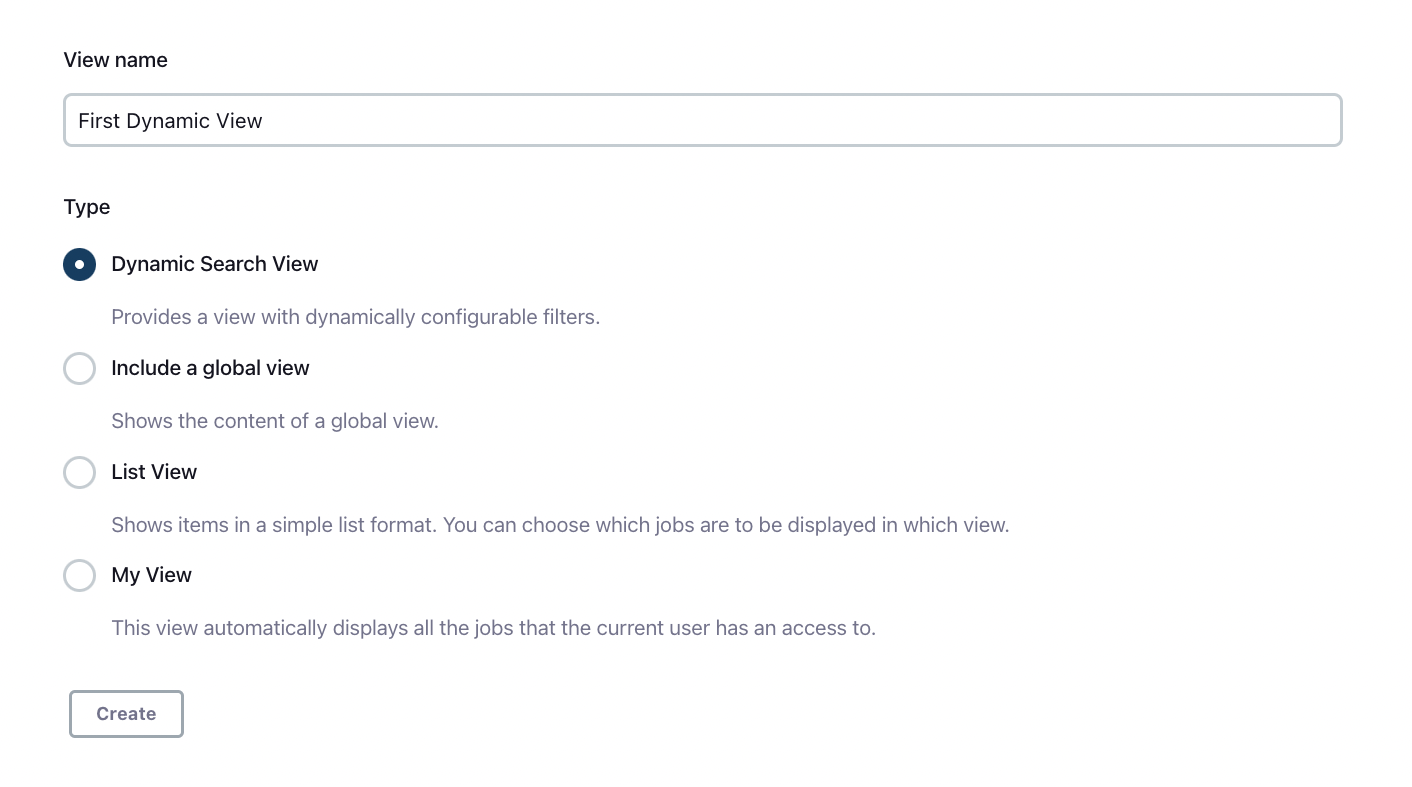 View name
First Dynamic View
Type
Dynamic Search View
Provides a view with dynamically configurable filters.
Include a global view
Shows the content of a global view.
List View
Shows items in a simple list format. You can choose which jobs are to be displayed in which view.
My View
This view automatically displays all the jobs that the current user has an access to.
Create